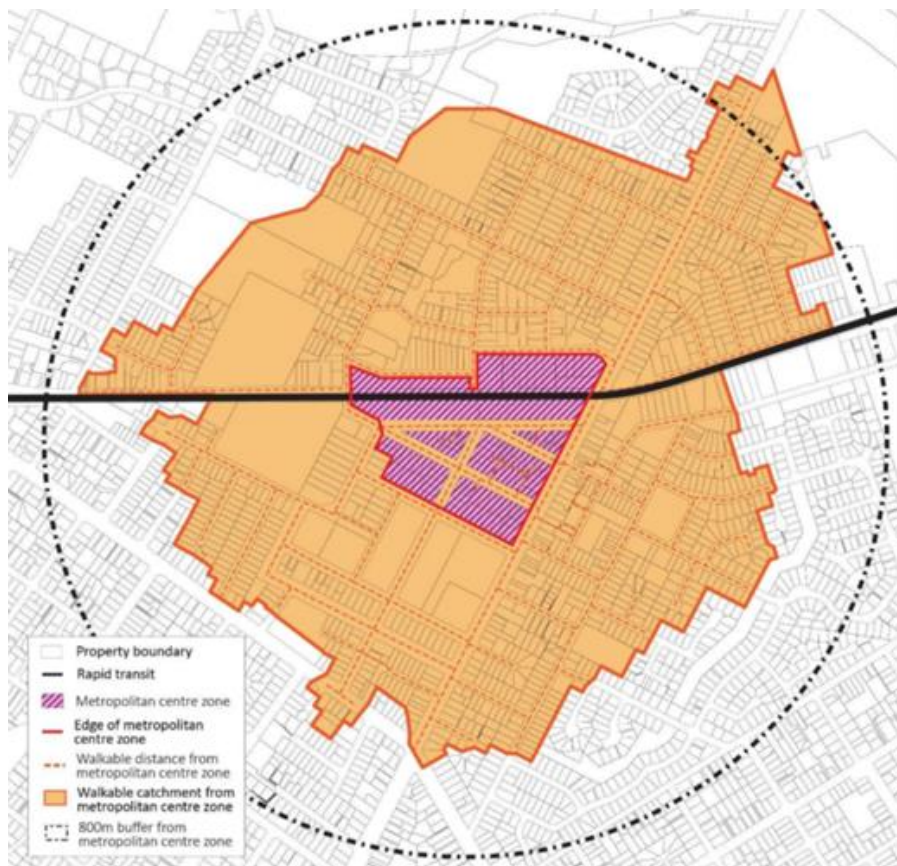 Property boundary
Rapid transit
Metropolitan centre zone
Edge of metropolitan
centre zone
Walkable distance from
metropolitan centre zone
Walkable catchment from
metropolitan centre zone
800m buffer from
metropolitan centre zone